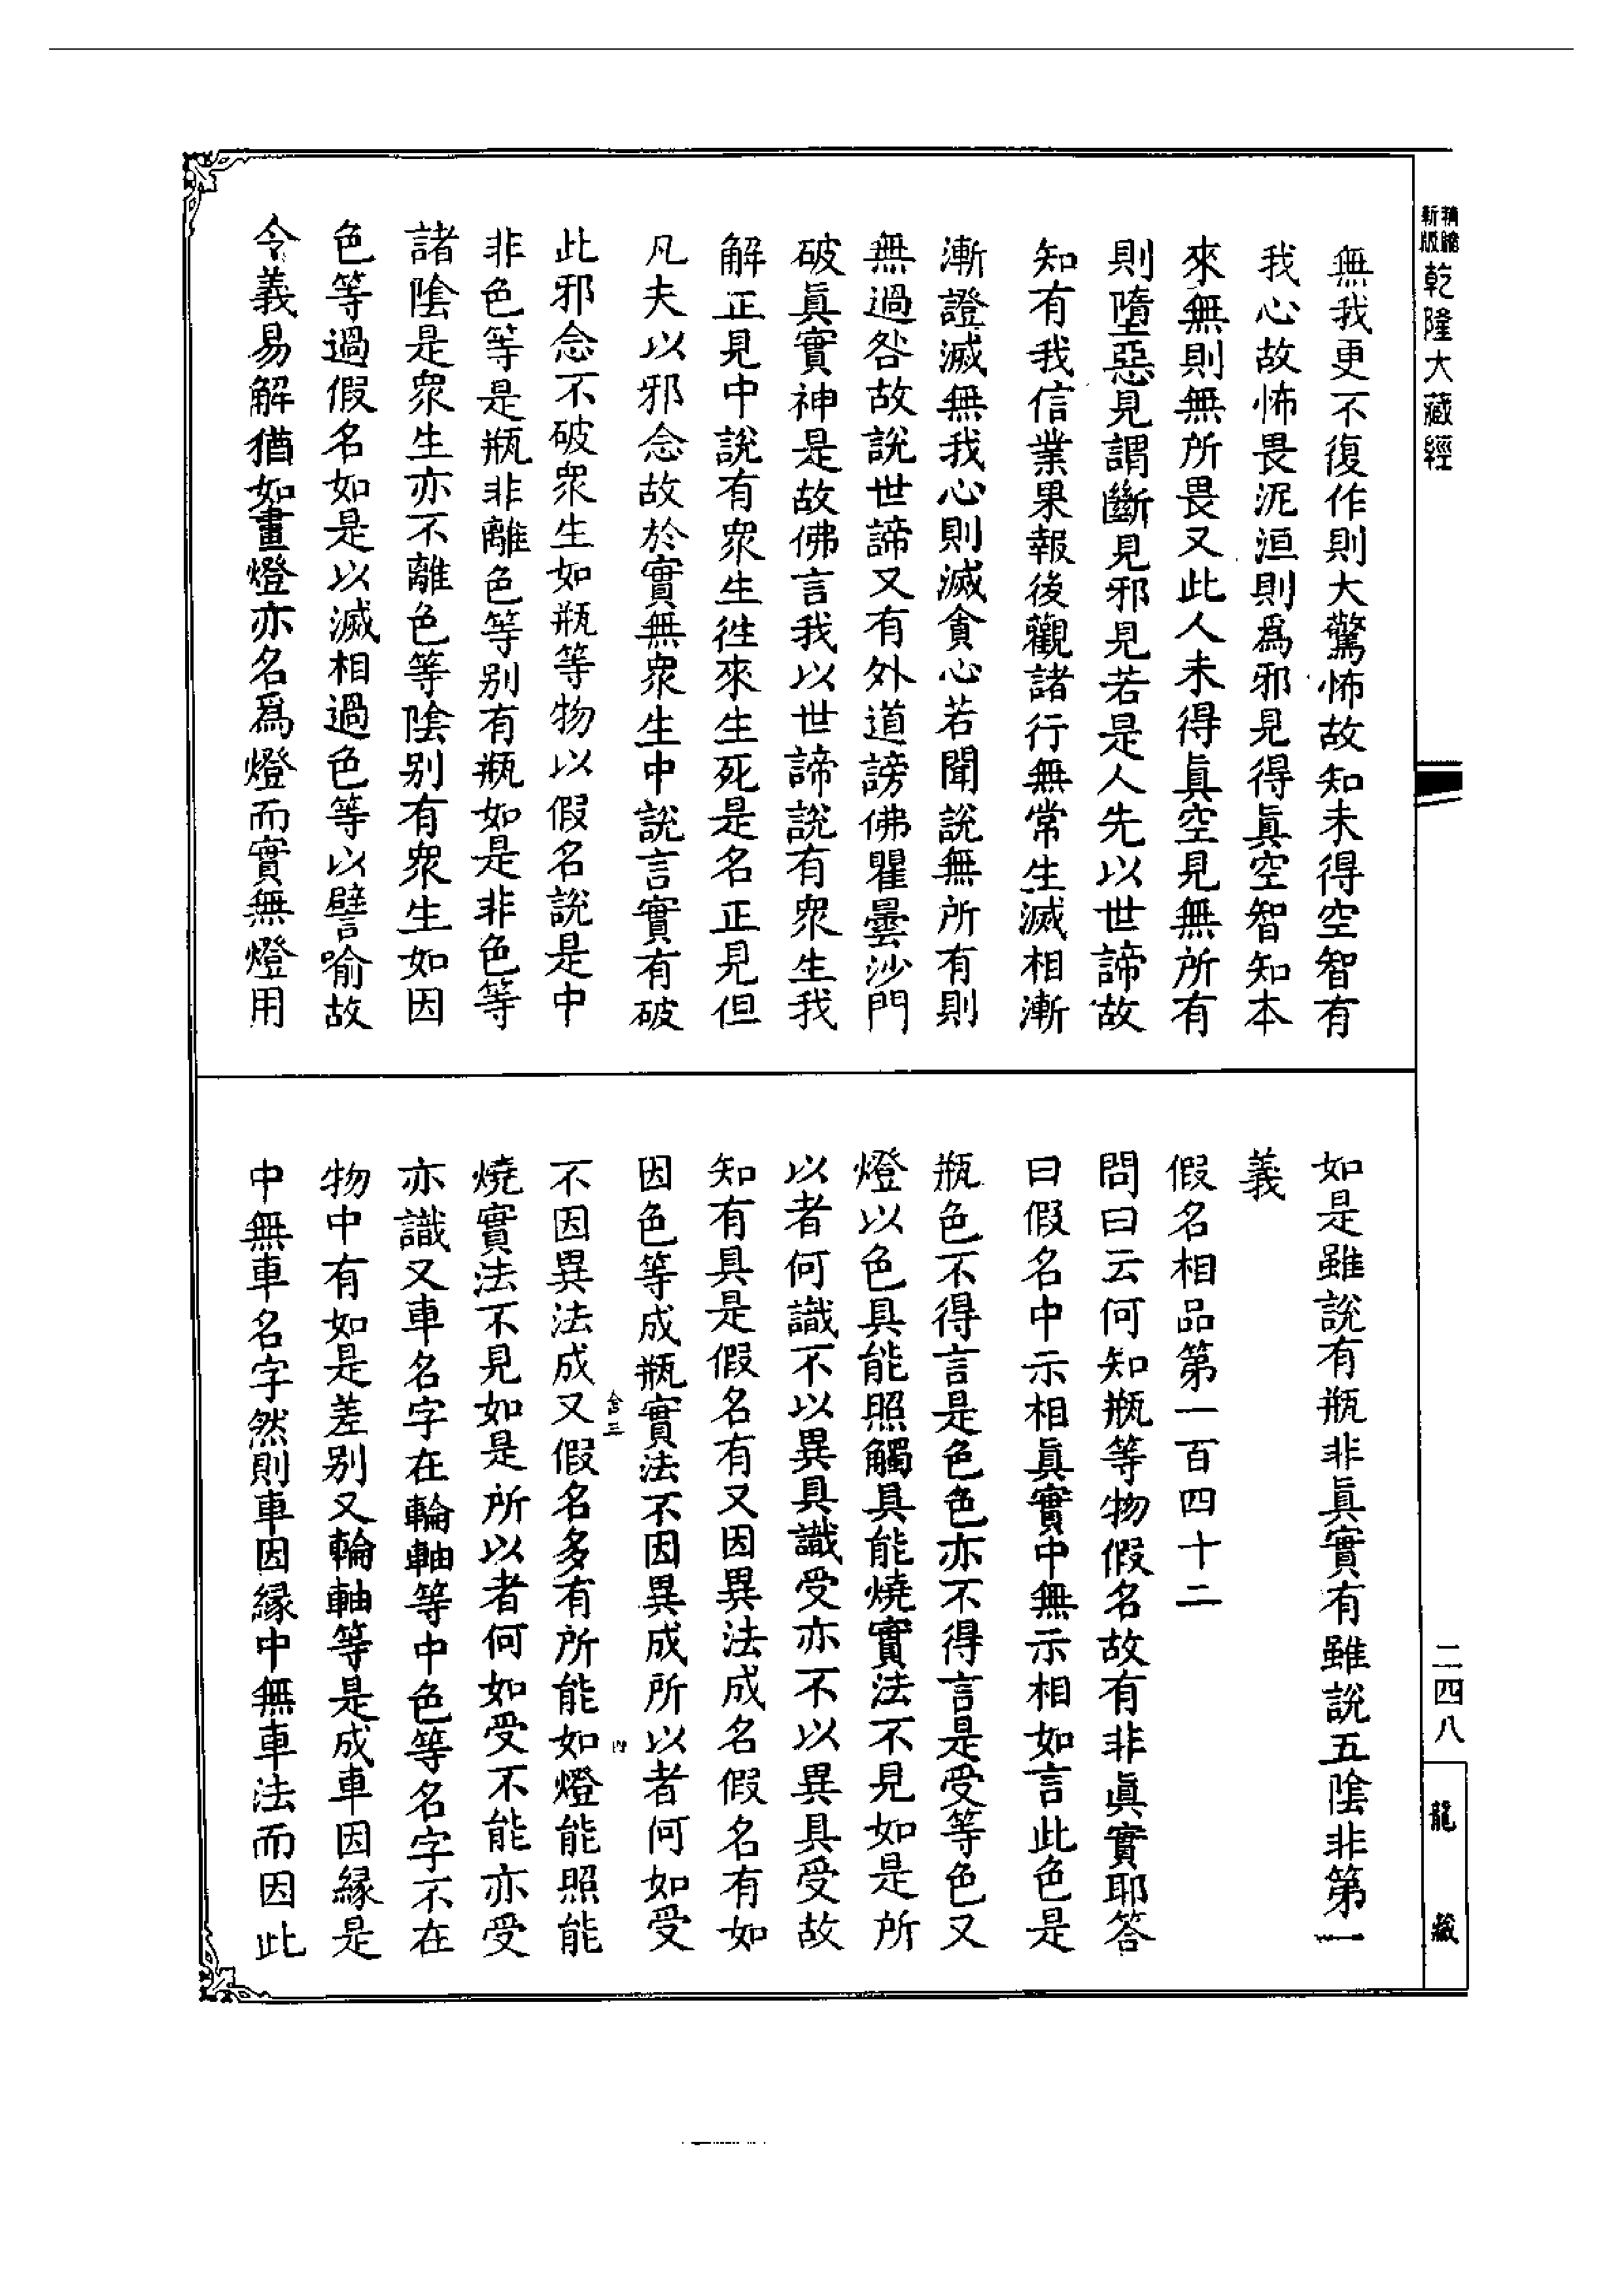 精縮
新版
乾隆大藏經
無我更不復作則大驚怖故知未得空智有
我心故怖畏泥洹則爲邪見得眞空智知本
來無則無所畏又此人未得眞空見無所有
則墮惡見謂斷見邪見若是人先以世諦故
知有我信業果報後觀諸行無常生滅相漸
漸證滅無我心則滅貪心若聞說無所有則
無過咎故說世諦又有外道謗佛瞿曇沙門
破眞實神是故佛言我以世諦說有衆生我
解正見中說有衆生徃來生死是名正見但
凡夫以邪念故於實無衆生中說言實有破
此邪念不破衆生如瓶等物以假名說是中
非色等是瓶非離色等别有瓶如是非色等
諸陰是衆生亦不離色等陰别有衆生如因
色等過假名如是以滅相過色等以譬喻故
令義易解猶如畫燈亦名爲燈而實無燈用
如是雖說有瓶非眞實有雖說五陰非第一
義
假名相品第一百四十二
問曰云何知瓶等物假名故有非眞實耶答
曰假名中示相眞實中無示相如言此色是
瓶色不得言是色色亦不得言是受等色又
燈以色具能照觸具能燒實法不見如是所
以者何識不以異具識受亦不以異具受故
知有具是假名有又因異法成名假名有如
因色等成瓶實法不因異成所以者何如受
不因異法成又假名多有所能如燈能照能
燒實法不見如是所以者何如受不能亦受
亦識又車名字在輪軸等中色等名字不在
物中有如是差别又輪軸等是成車因緣是
中無車名字然則車因緣中無車法而因此
二四八
龍藏